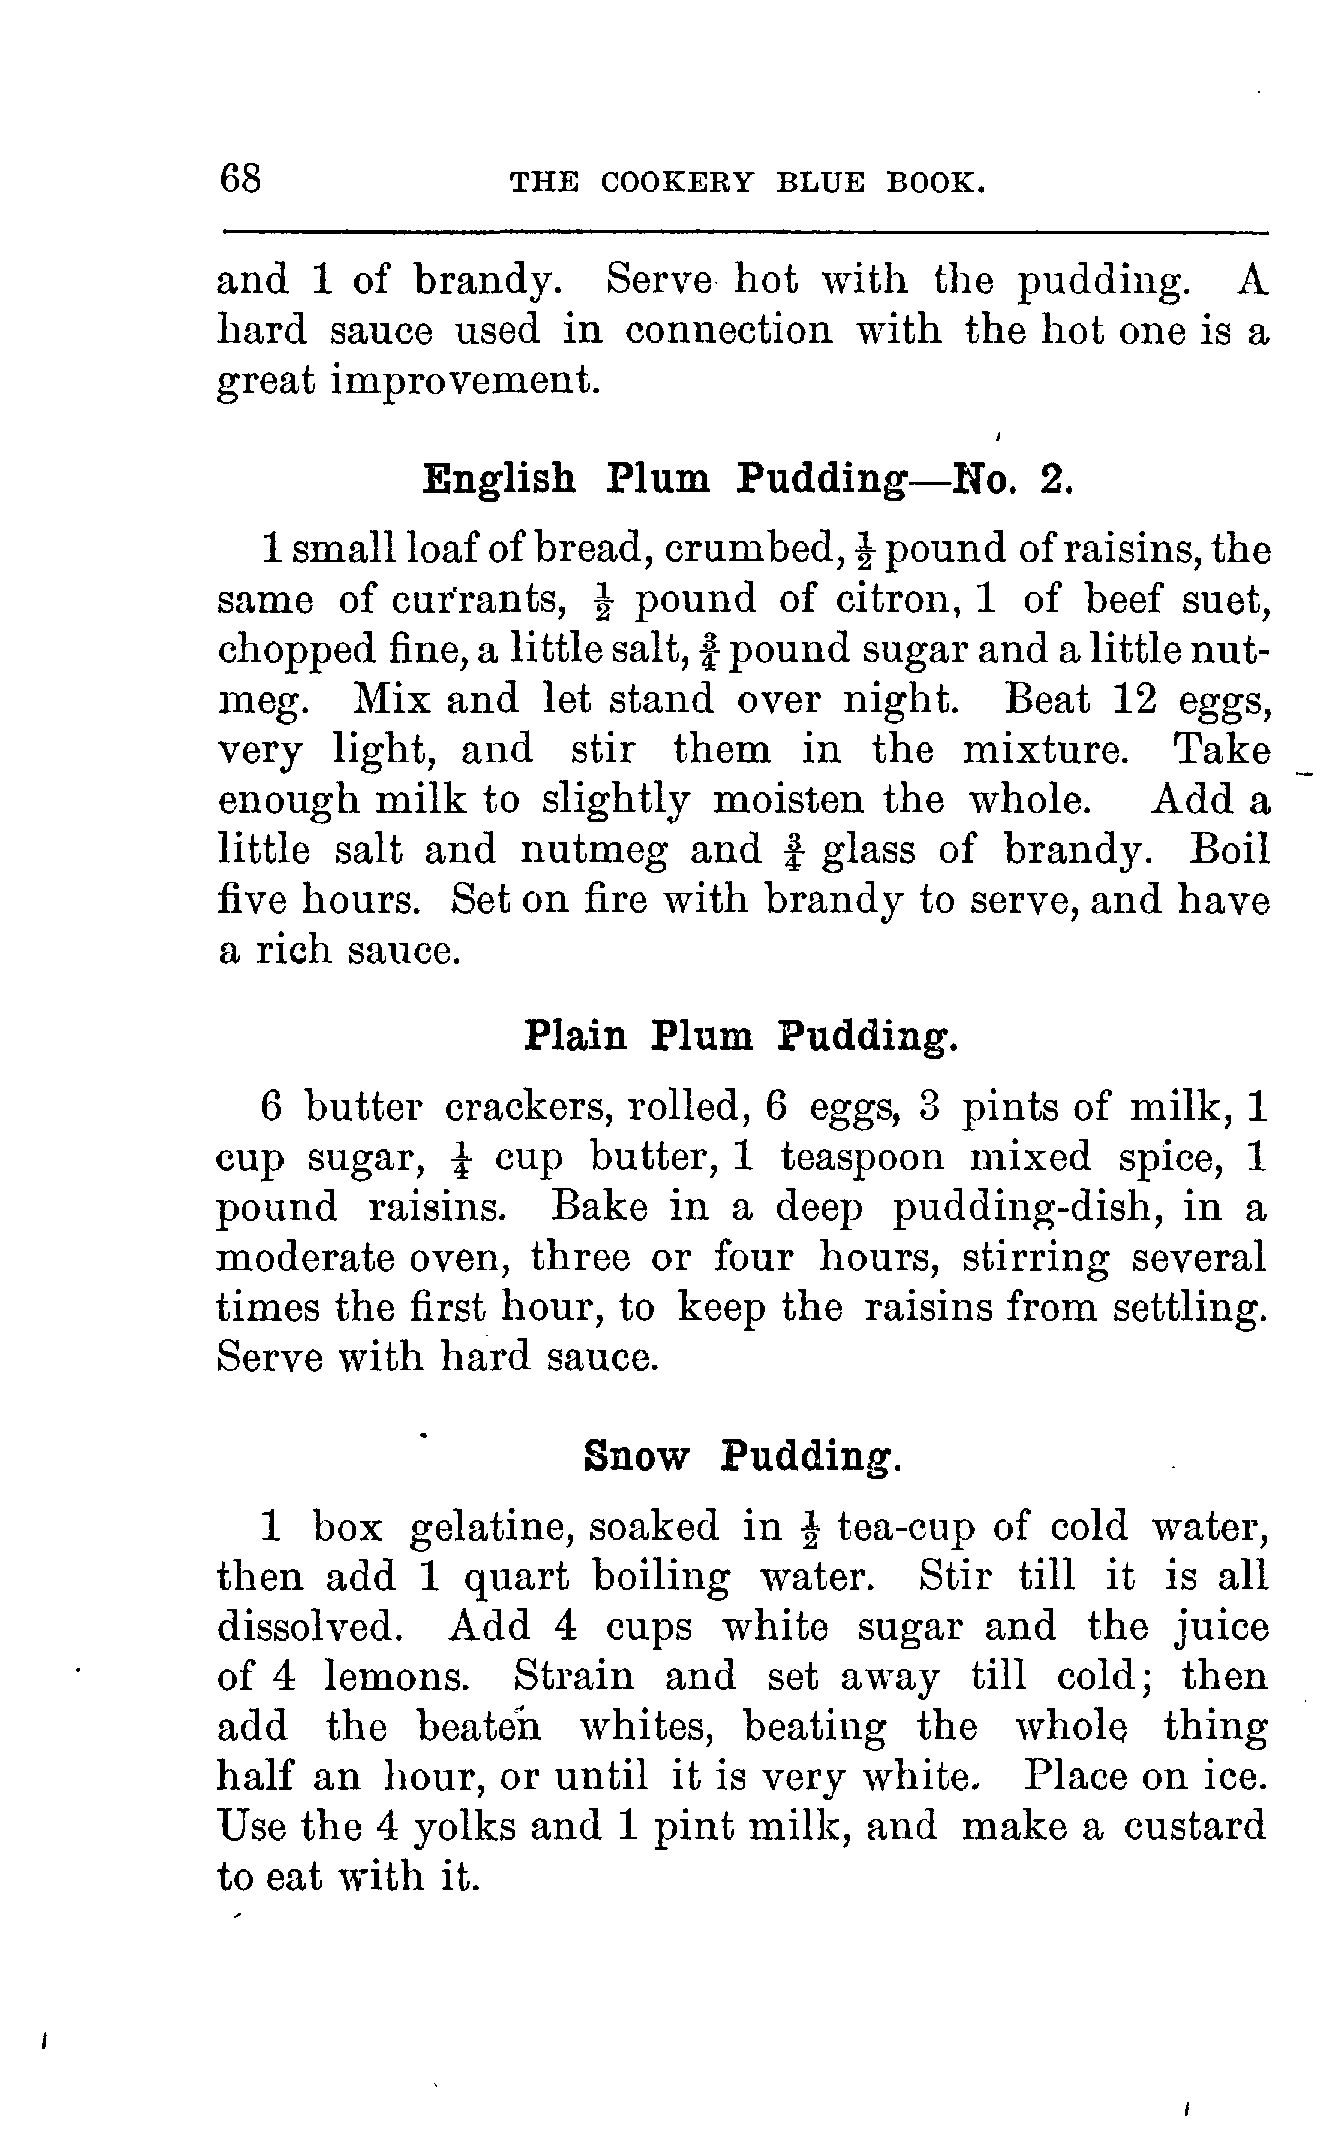 68 THE COOKERY BLUE BOOK.
and 1 of brandy. Serve hot with the pudding. A
hard sauce used in connection with the hot one is a
great improvement.
English Plum Pudding—No. 2.
1 small loaf of bread, crumbed, ½ pound of raisins, the
same of currants, ½ pound of citron, 1 of beef suet,
chopped fine, a little salt, ¾ pound sugar and a little nut-
meg. Mix and let stand over night. Beat 12 eggs,
very light, and stir them in the mixture. Take
enough milk to slightly moisten the whole. Add a
little salt and nutmeg and ¾ glass of brandy. Boil
five hours. Set on fire with brandy to serve, and have
a rich sauce.
Plain Plum Pudding.
6 butter crackers, rolled, 6 eggs, 3 pints of milk, 1
cup sugar, ¼ cup butter, 1 teaspoon mixed spice, 1
pound raisins. Bake in a deep pudding-dish, in a
moderate oven, three or four hours, stirring several
times the first hour, to keep the raisins from settling.
Serve with hard sauce.
Snow Pudding.
1 box gelatine, soaked in ½ tea-cup of cold water,
then add 1 quart boiling water. Stir till it is all
dissolved. Add 4 cups white sugar and the juice
of 4 lemons. Strain and set away till cold; then
add the beaten whites, beating the whole thing
half an hour, or until it is very white. Place on ice.
Use the 4 yolks and 1 pint milk, and make a custard
to eat with it.